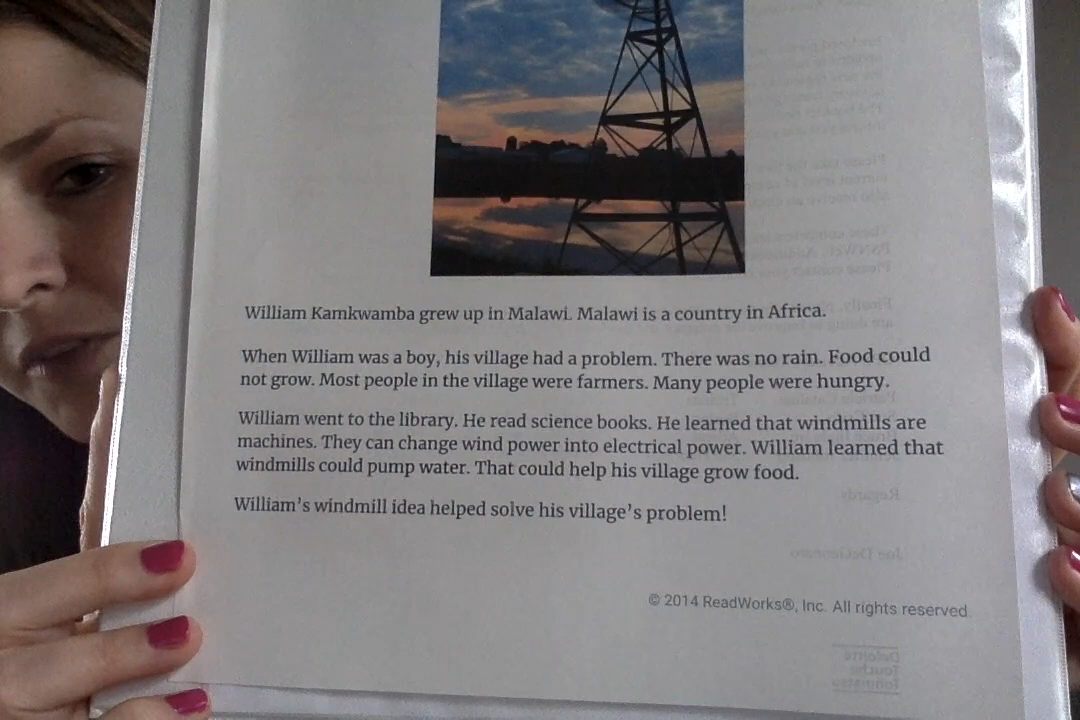 William Kamkwamba grew up in Malawi. Malawi is a country in Africa.
When William was a boy, his village had a problem. There was no rain. Food could
not grow. Most people in the village were farmers. Many people were hungry.
William went to the library. He read science books. He learned that windmills are
machines. They can change wind power into electrical power. William learned that
windmills could pump water. That could help his village grow food.
William's windmill idea helped solve his village's problem!
© 2014 ReadWorks®, Inc. All rights reserved.
Regards
Deloitte
Touche
Tohmatsu